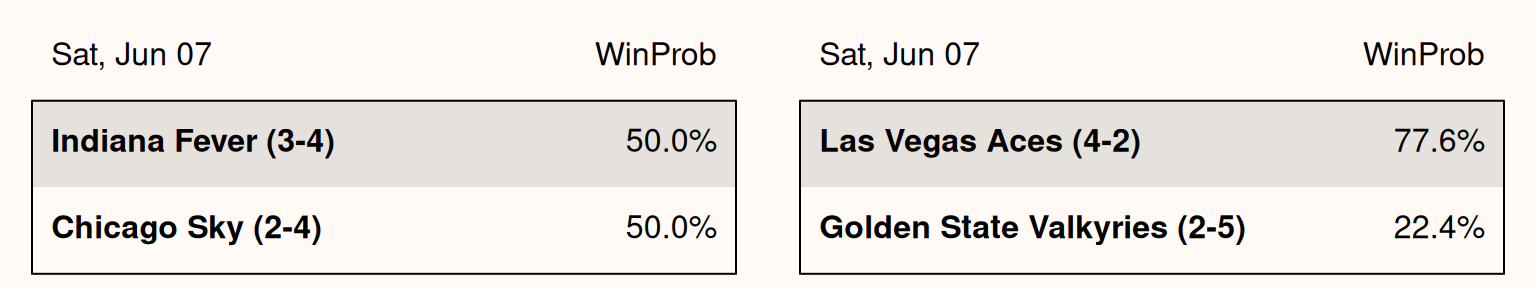 Sat, Jun 07 WinProb
Indiana Fever (3-4) 50.0%
Chicago Sky (2-4) 50.0%
Sat, Jun 07 WinProb
Las Vegas Aces (4-2) 77.6%
Golden State Valkyries (2-5) 22.4%